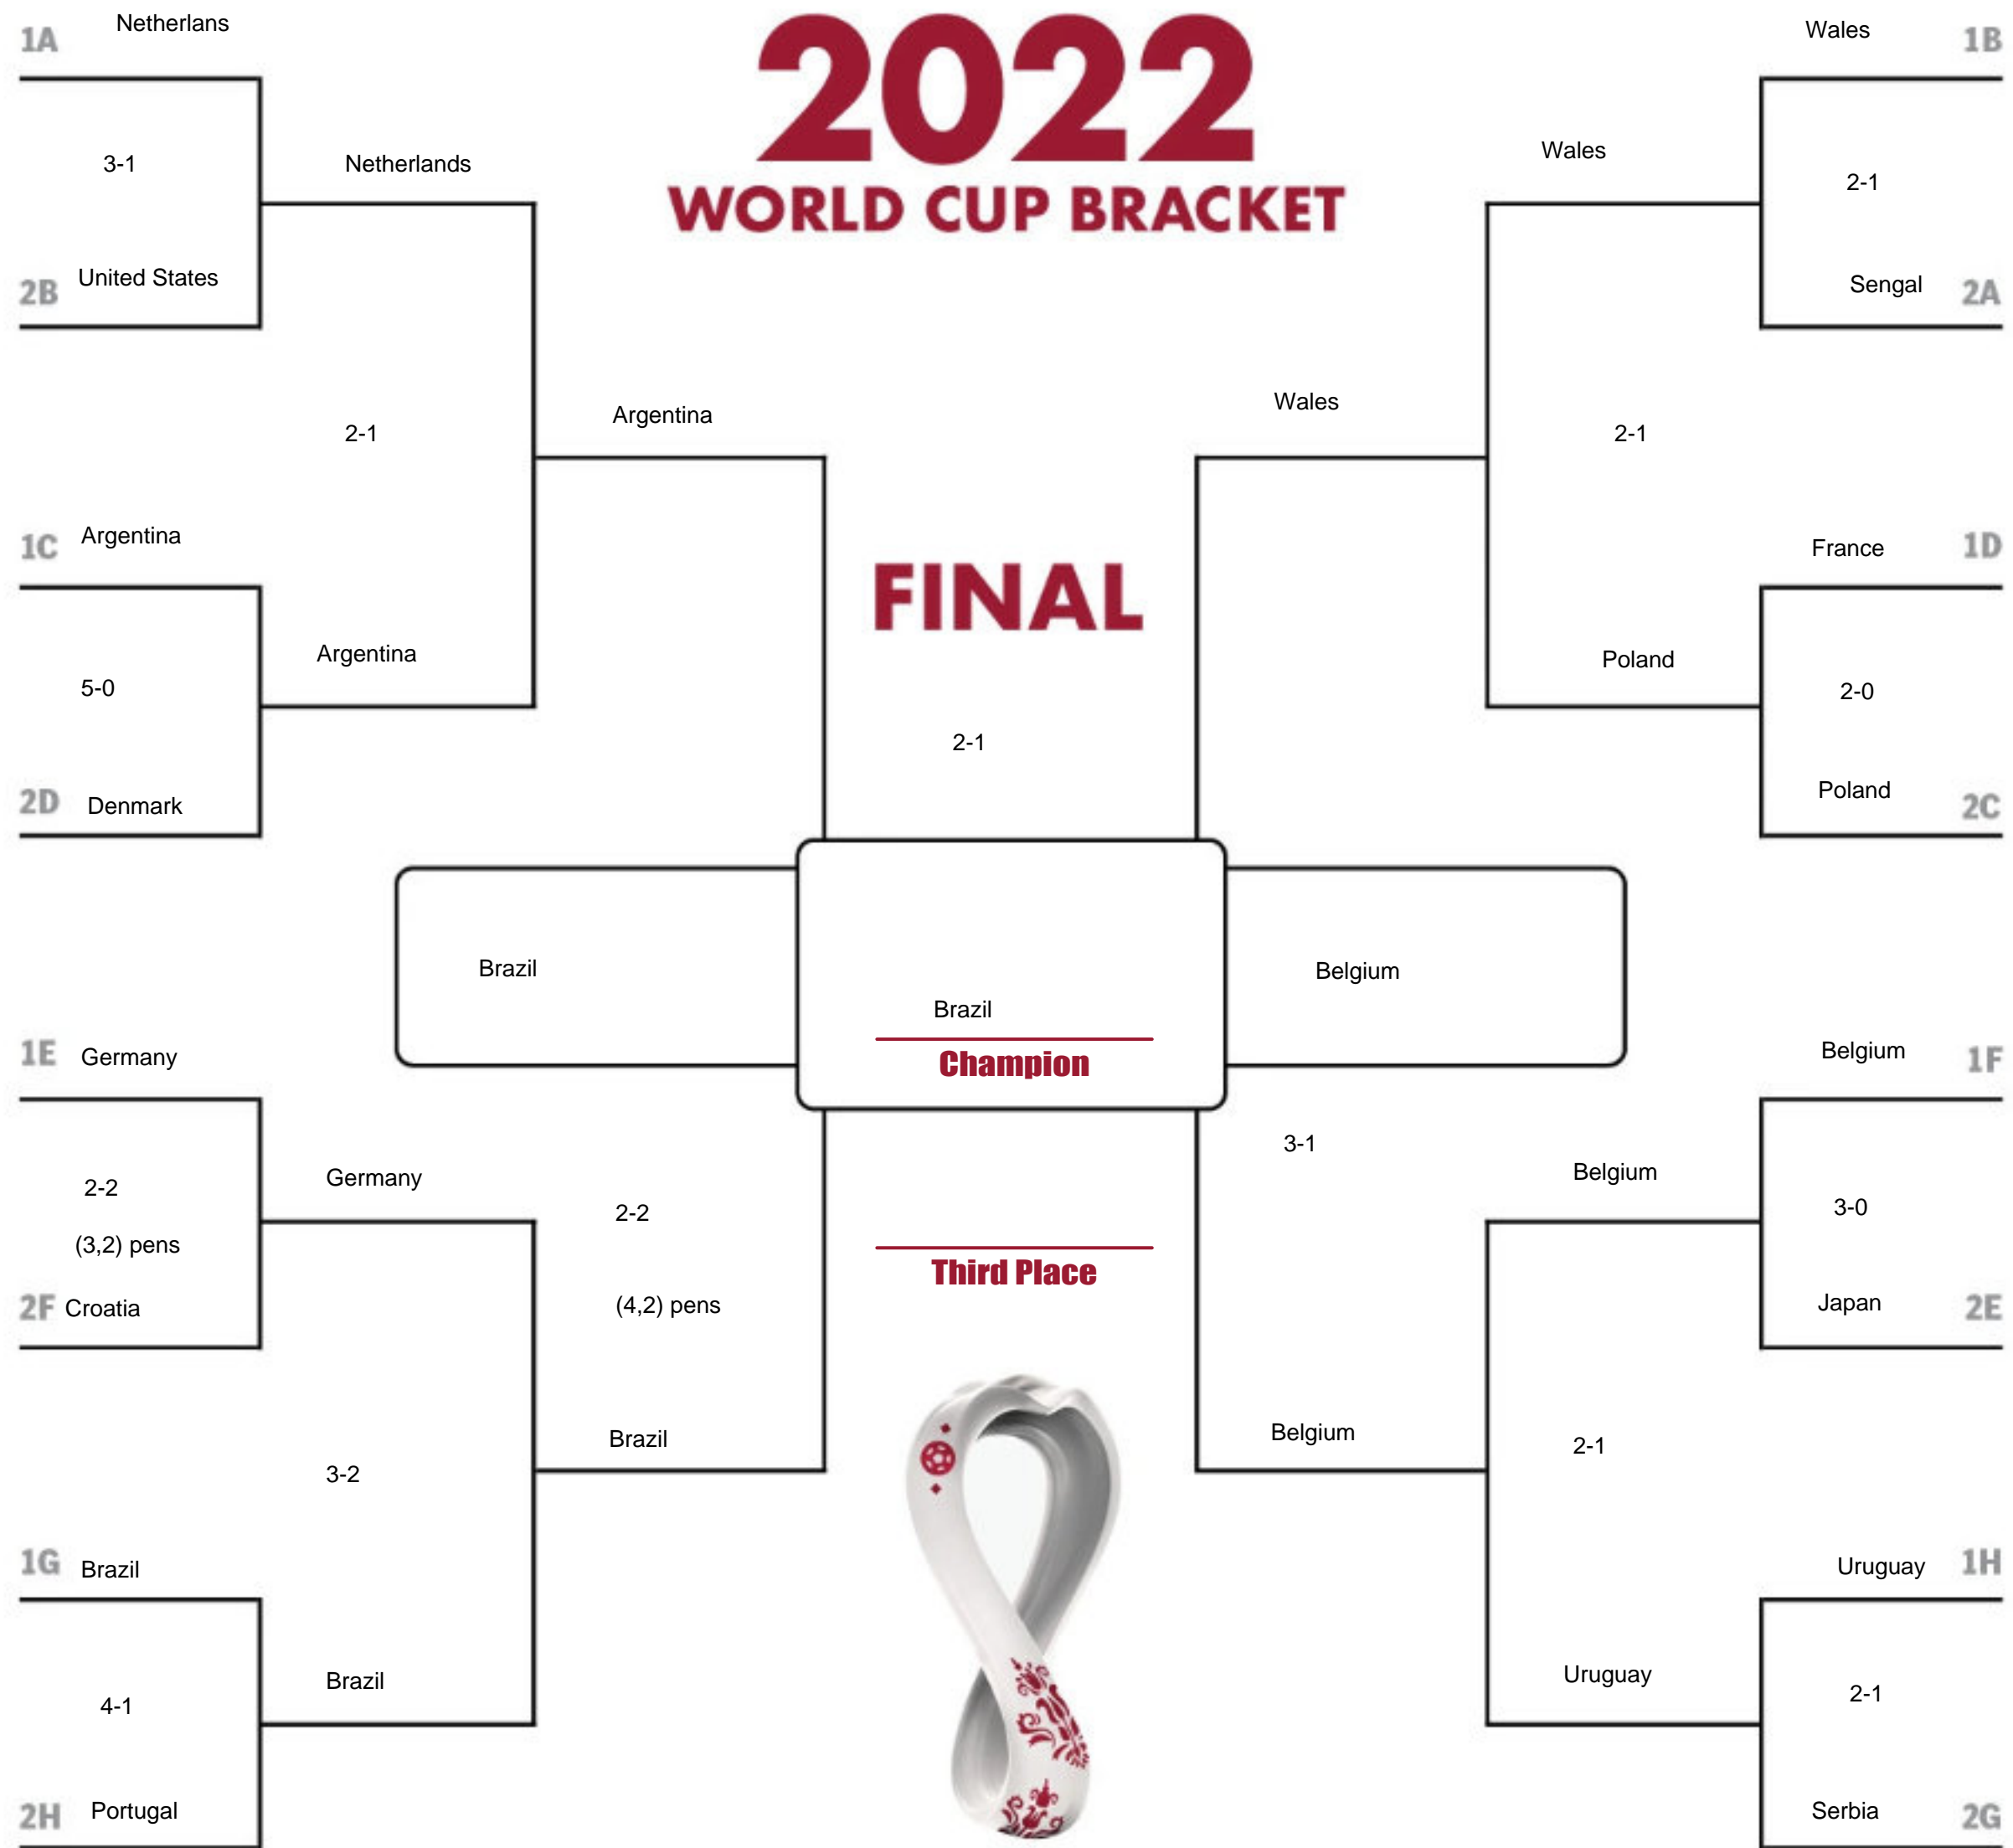 2022
WORLD CUP BRACKET
1A Netherlans
3-1
2B United States
Netherlands
2-1
1C Argentina
5-0
2D Denmark
Argentina
Argentina
1E Germany
2-2
(3,2) pens
2F Croatia
Germany
3-2
1G Brazil
4-1
2H Portugal
Brazil
Brazil
2-2
(4,2) pens
Brazil
FINAL
2-1
Brazil
Champion
Third Place
Belgium
3-1
Wales
Wales
2-1
Poland
Wales 1B
2-1
Sengal 2A
France 1D
2-0
Poland 2C
Belgium
Belgium
2-1
Uruguay
Belgium 1F
3-0
Japan 2E
Uruguay 1H
2-1
Serbia 2G